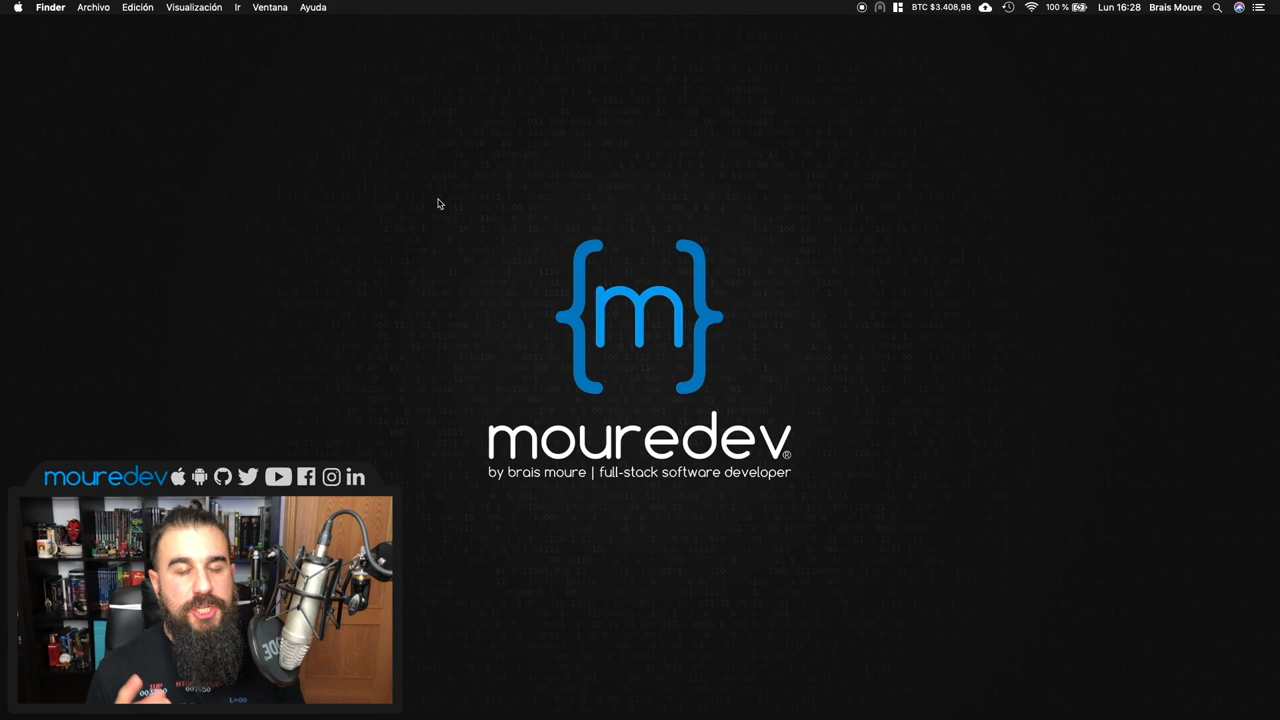 Finder Archivo Edición Visualización Ir Ventana Ayuda BTC $3.408,98 100 % Lun 16:28 Brais Moure
{m}
mouredev®
by brais moure | full-stack software developer
mouredev